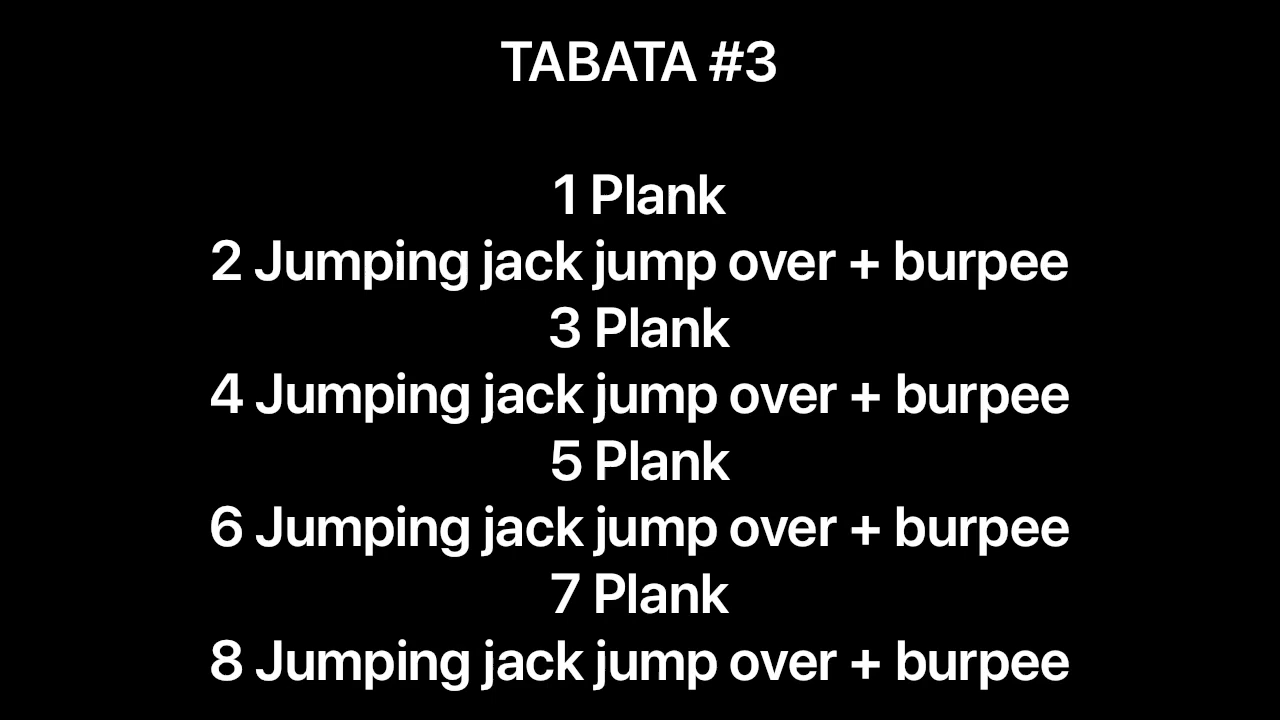 TABATA #3
1 Plank
2 Jumping jack jump over + burpee
3 Plank
4 Jumping jack jump over + burpee
5 Plank
6 Jumping jack jump over + burpee
7 Plank
8 Jumping jack jump over + burpee